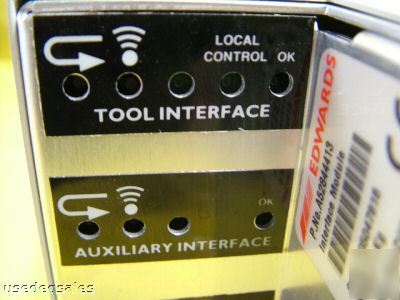 LOCAL
CONTROL OK
TOOL INTERFACE
OK
AUXILIARY INTERFACE
EDWARDS
Interface Module
usedeqsales